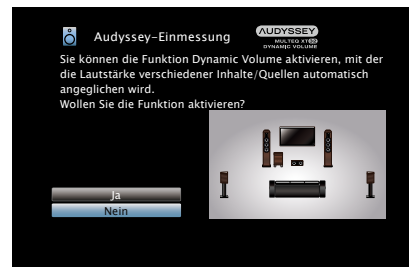 Audyssey-Einmessung
AUDYSSEY
MULTEQ XT32
DYNAMIC VOLUME
Sie können die Funktion Dynamic Volume aktivieren, mit der
die Lautstärke verschiedener Inhalte/Quellen automatisch
angeglichen wird.
Wollen Sie die Funktion aktivieren?
Ja
Nein